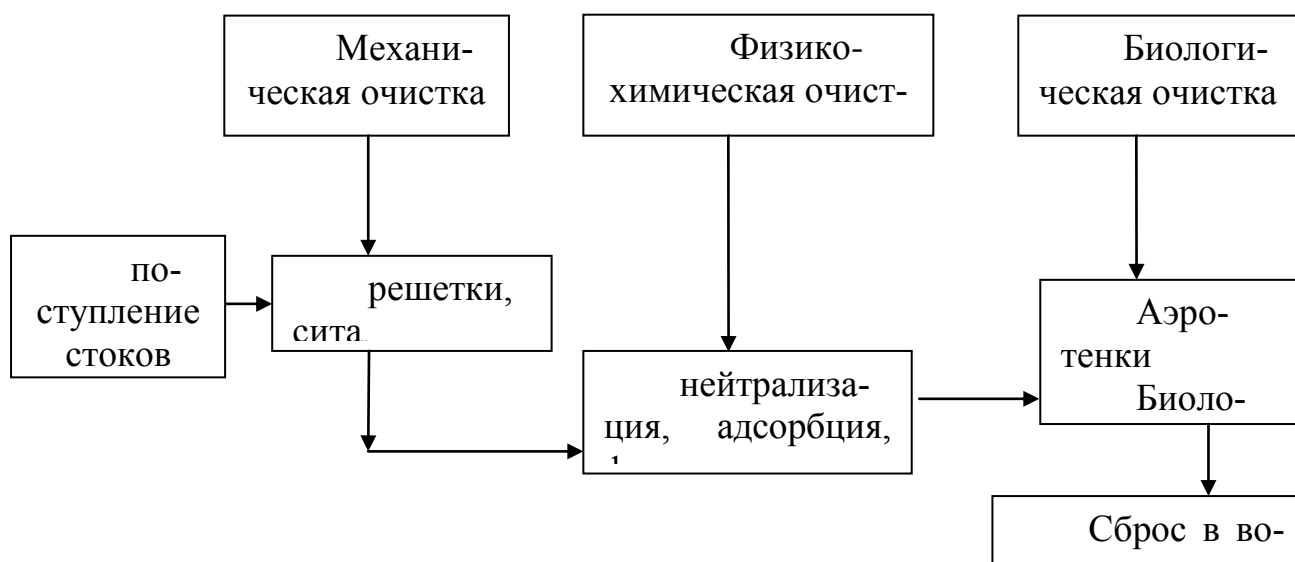 Механи-
ческая очистка
Физико-
химическая очист-
Биологи-
ческая очистка
по-
ступление
стоков
решетки,
сита
нейтрализа-
ция, адсорбция,
Аэро-
тенки
Биоло-
Сброс в во-